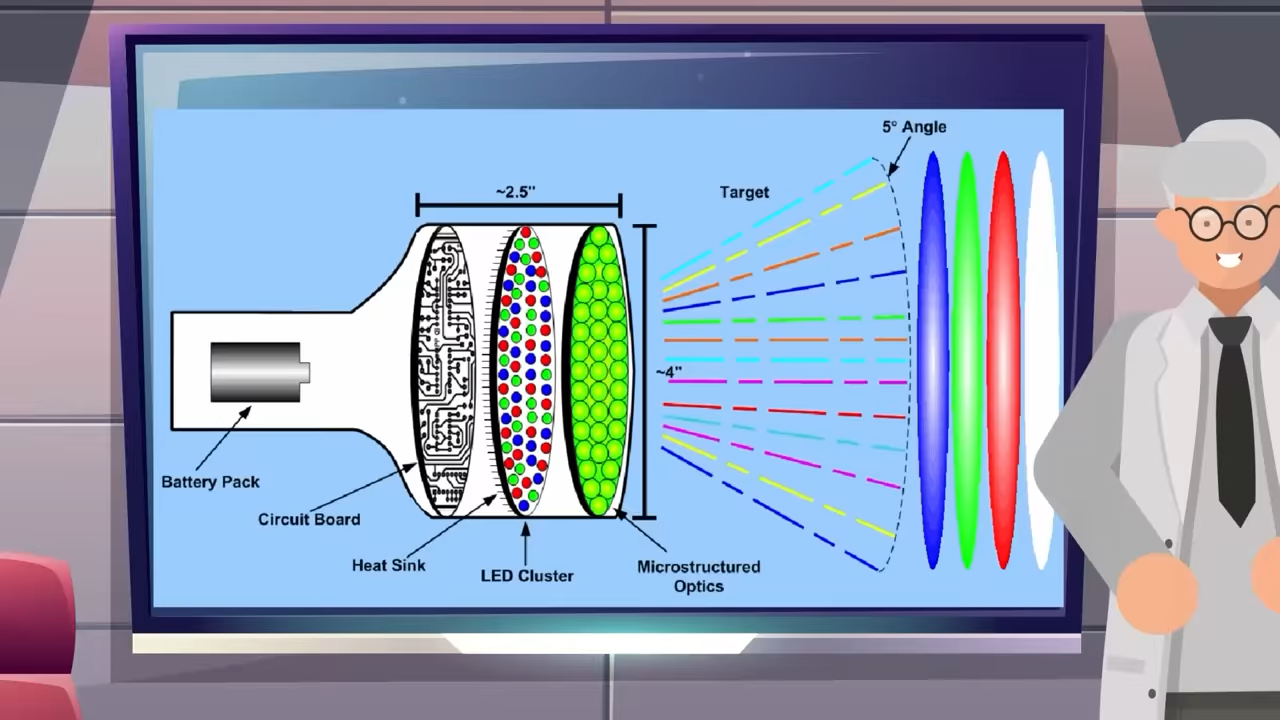 5° Angle
~2.5"
Target
~4"
Battery Pack
Circuit Board
Heat Sink
LED Cluster
Microstructured
Optics